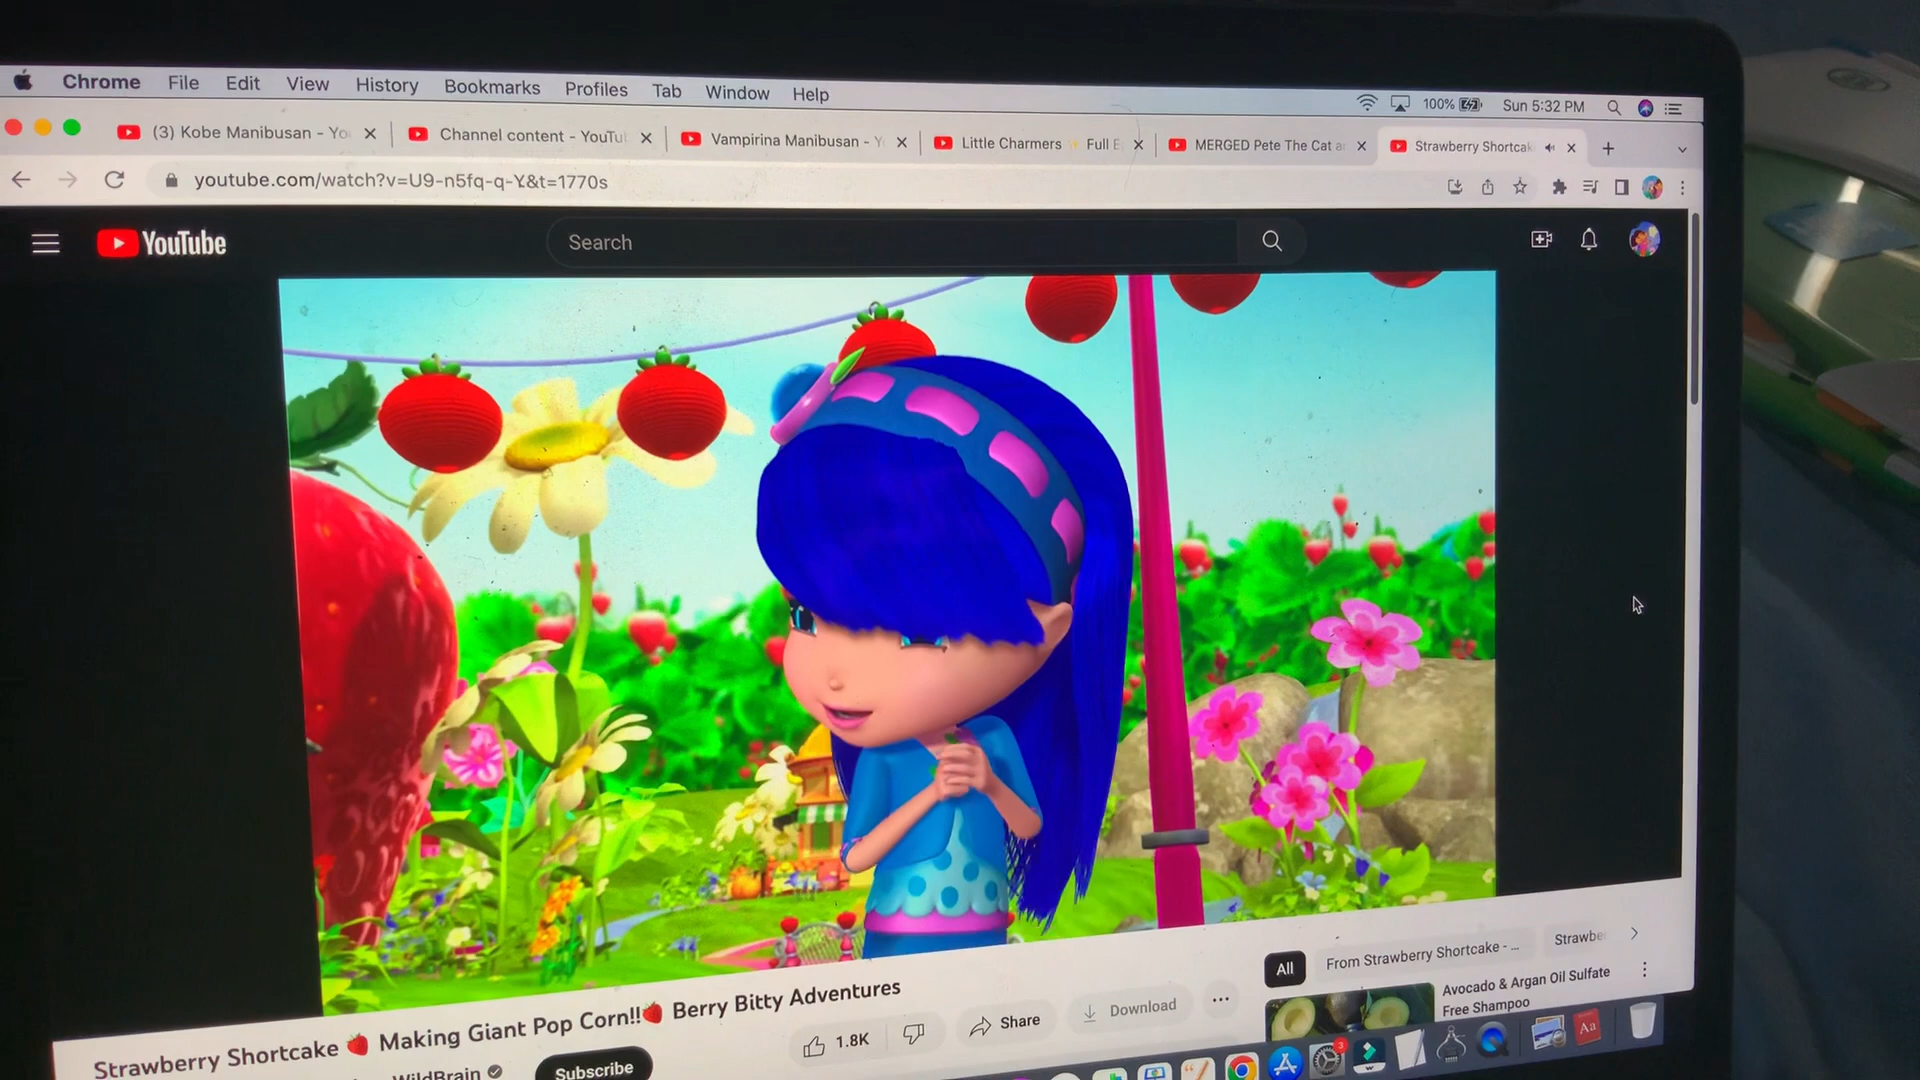 Chrome File Edit View History Bookmarks Profiles Tab Window Help 100% Sun 5:32 PM
(3) Kobe Manibusan - Yo Channel content - YouTu Vampirina Manibusan - Y Little Charmers ✨ Full E MERGED Pete The Cat a Strawberry Shortcak
youtube.com/watch?v=U9-n5fq-q-Y&t=1770s
YouTube Search
Strawberry Shortcake 🍓 Making Giant Pop Corn!!🍓 Berry Bitty Adventures
WildBrain Subscribe
1.8K Share Download
All From Strawberry Shortcake - ... Strawbe
Avocado & Argan Oil Sulfate
Free Shampoo
3
Aa